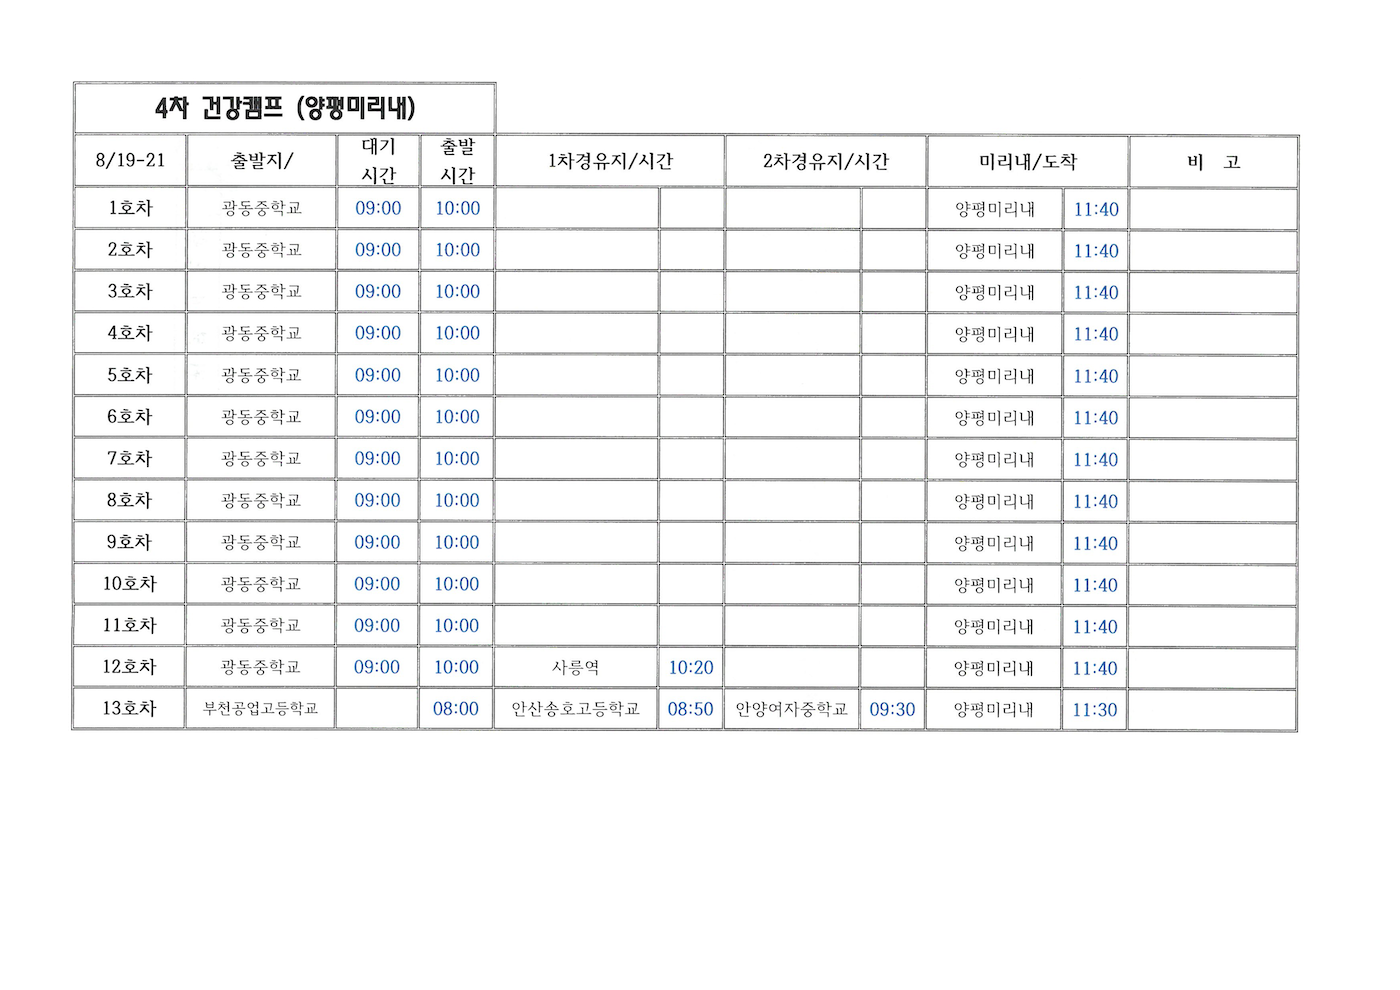 4차 건강캠프 (양평미리내)
8/19-21 출발지/ 대기 시간 출발 시간 1차경유지/시간 2차경유지/시간 미리내/도착 비 고
1호차 광동중학교 09:00 10:00 양평미리내 11:40
2호차 광동중학교 09:00 10:00 양평미리내 11:40
3호차 광동중학교 09:00 10:00 양평미리내 11:40
4호차 광동중학교 09:00 10:00 양평미리내 11:40
5호차 광동중학교 09:00 10:00 양평미리내 11:40
6호차 광동중학교 09:00 10:00 양평미리내 11:40
7호차 광동중학교 09:00 10:00 양평미리내 11:40
8호차 광동중학교 09:00 10:00 양평미리내 11:40
9호차 광동중학교 09:00 10:00 양평미리내 11:40
10호차 광동중학교 09:00 10:00 양평미리내 11:40
11호차 광동중학교 09:00 10:00 양평미리내 11:40
12호차 광동중학교 09:00 10:00 사릉역 10:20 양평미리내 11:40
13호차 부천공업고등학교 08:00 안산송호고등학교 08:50 안양여자중학교 09:30 양평미리내 11:30